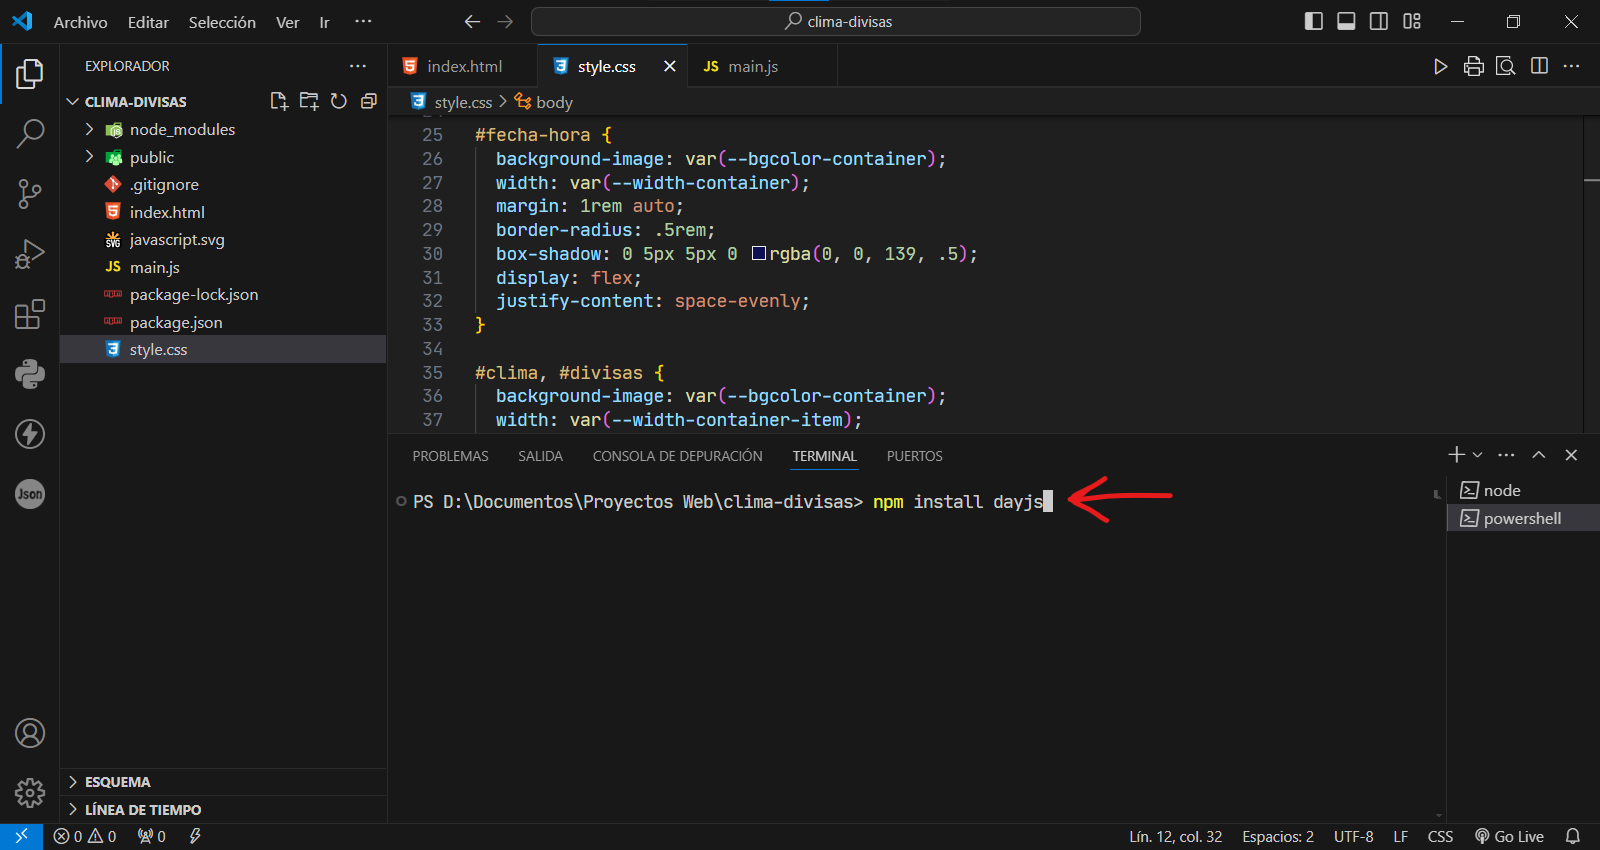 Archivo Editar Selección Ver Ir ··· clima-divisas
EXPLORADOR ···
CLIMA-DIVISAS
node_modules
public
.gitignore
index.html
SVG javascript.svg
JS main.js
package-lock.json
package.json
style.css
ESQUEMA
LÍNEA DE TIEMPO
Json
index.html style.css JS main.js
style.css > body
25 #fecha-hora {
26 background-image: var(--bgcolor-container);
27 width: var(--width-container);
28 margin: 1rem auto;
29 border-radius: .5rem;
30 box-shadow: 0 5px 5px 0 rgba(0, 0, 139, .5);
31 display: flex;
32 justify-content: space-evenly;
33 }
34
35 #clima, #divisas {
36 background-image: var(--bgcolor-container);
37 width: var(--width-container-item);
PROBLEMAS SALIDA CONSOLA DE DEPURACIÓN TERMINAL PUERTOS
PS D:\Documentos\Proyectos Web\clima-divisas> npm install dayjs
node
powershell
0 0 0 Lín. 12, col. 32 Espacios: 2 UTF-8 LF CSS Go Live